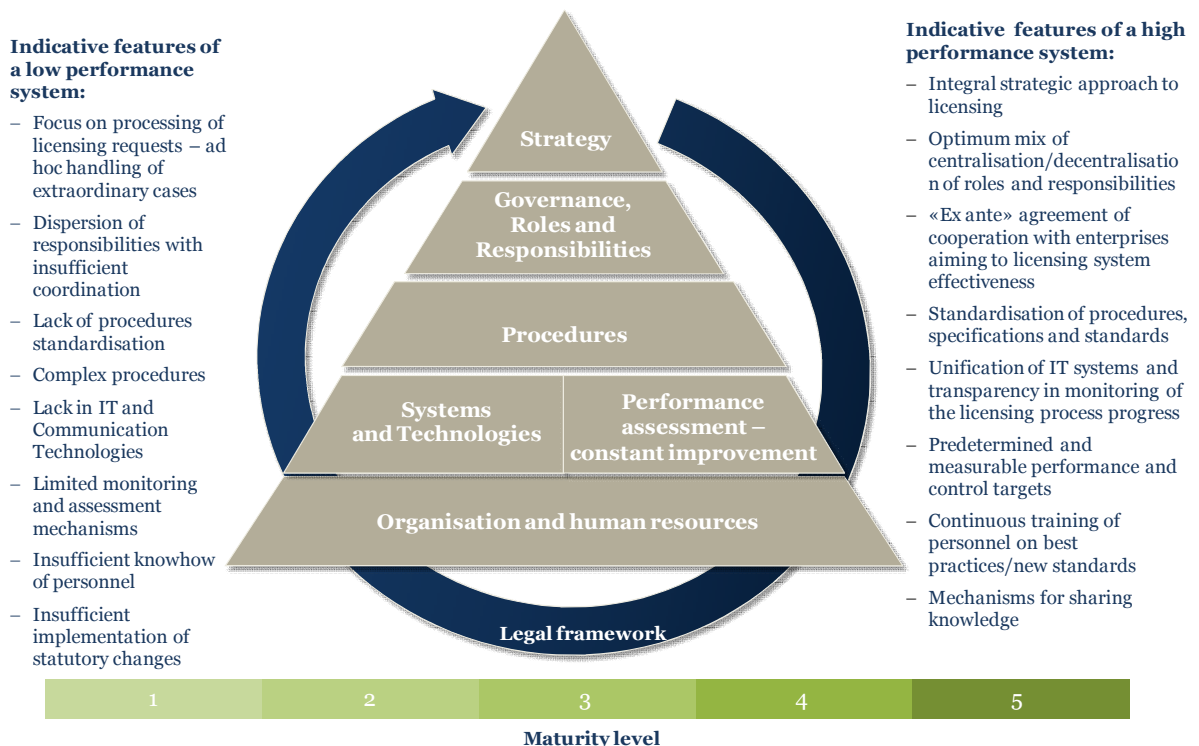 Indicative features of
a low performance
system:
– Focus on processing of
licensing requests – ad
hoc handling of
extraordinary cases
– Dispersion of
responsibilities with
insufficient
coordination
– Lack of procedures
standardisation
– Complex procedures
– Lack in IT and
Communication
Technologies
– Limited monitoring
and assessment
mechanisms
– Insufficient knowhow
of personnel
– Insufficient
implementation of
statutory changes
Strategy
Governance,
Roles and
Responsibilities
Procedures
Systems
and Technologies
Performance
assessment –
constant improvement
Organisation and human resources
Legal framework
Indicative features of a high
performance system:
– Integral strategic approach to
licensing
– Optimum mix of
centralisation/decentralisatio
n of roles and responsibilities
– «Ex ante» agreement of
cooperation with enterprises
aiming to licensing system
effectiveness
– Standardisation of procedures,
specifications and standards
– Unification of IT systems and
transparency in monitoring of
the licensing process progress
– Predetermined and
measurable performance and
control targets
– Continuous training of
personnel on best
practices/new standards
– Mechanisms for sharing
knowledge
1 2 3 4 5
Maturity level